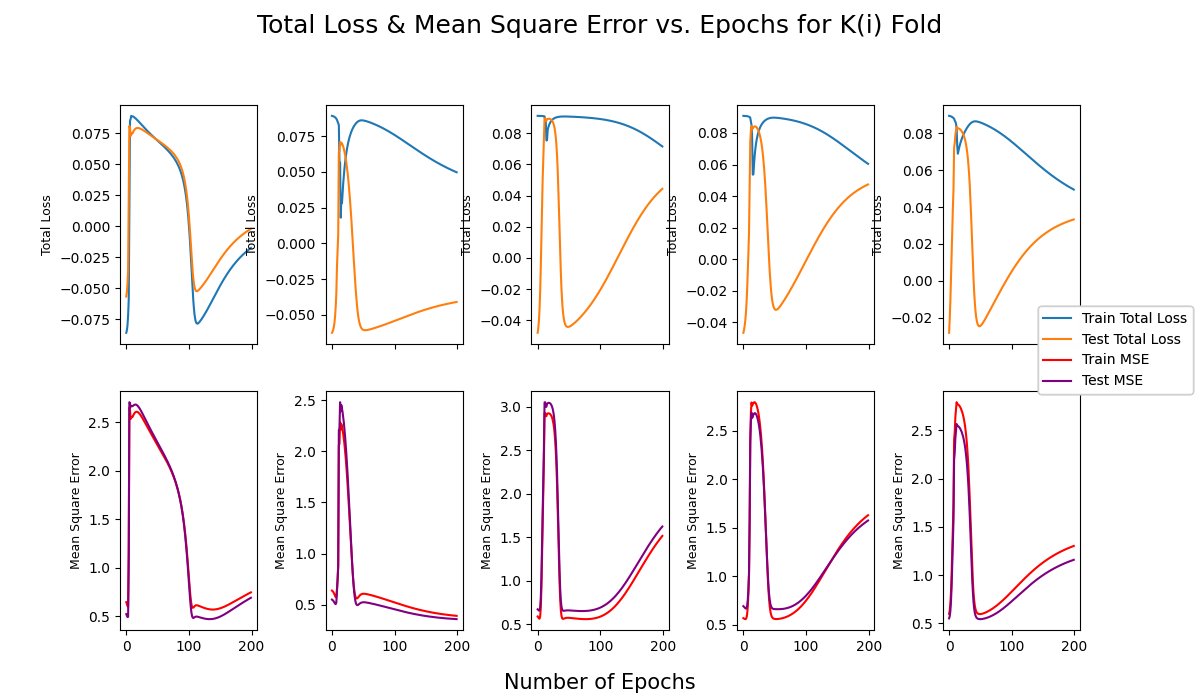 Total Loss & Mean Square Error vs. Epochs for K(i) Fold
Total Loss
0.075
0.050
0.025
0.000
−0.025
−0.050
−0.075
Total Loss
0.075
0.050
0.025
0.000
−0.025
−0.050
Total Loss
0.08
0.06
0.04
0.02
0.00
−0.02
−0.04
Total Loss
0.08
0.06
0.04
0.02
0.00
−0.02
−0.04
Total Loss
0.08
0.06
0.04
0.02
0.00
−0.02
Train Total Loss
Test Total Loss
Train MSE
Test MSE
Mean Square Error
2.5
2.0
1.5
1.0
0.5
0 100 200
Mean Square Error
2.5
2.0
1.5
1.0
0.5
0 100 200
Mean Square Error
3.0
2.5
2.0
1.5
1.0
0.5
0 100 200
Mean Square Error
2.5
2.0
1.5
1.0
0.5
0 100 200
Mean Square Error
2.5
2.0
1.5
1.0
0.5
0 100 200
Number of Epochs